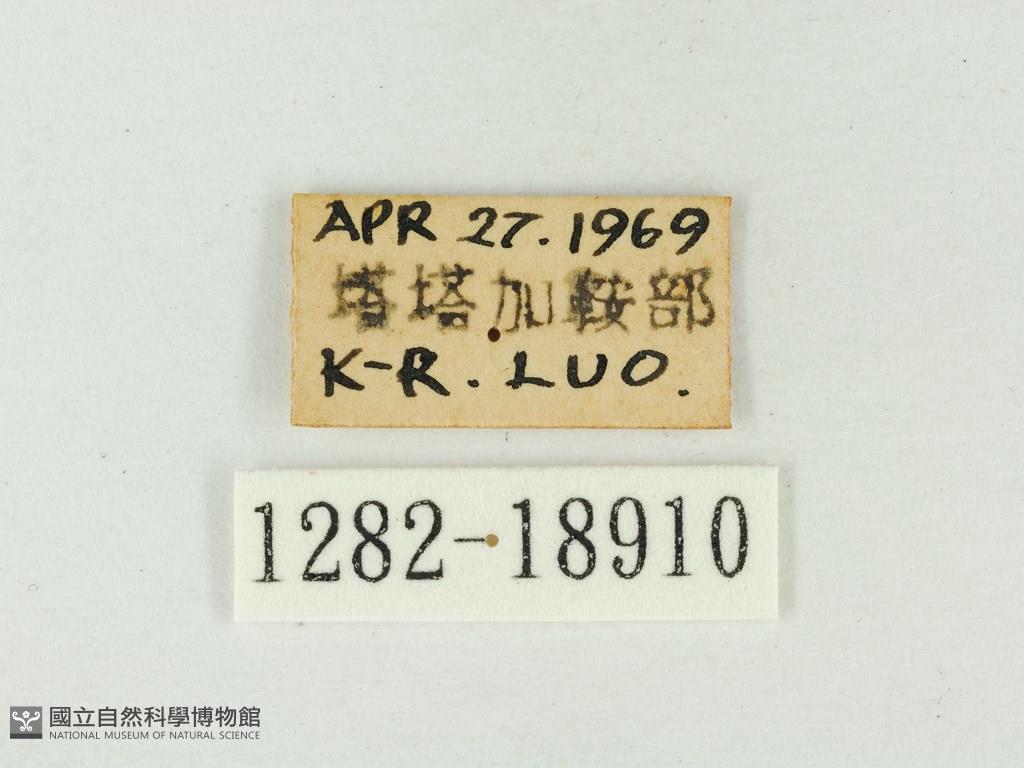 APR 27. 1969
塔塔加鞍部
K-R. LUO.
1282-18910
國立自然科學博物館
NATIONAL MUSEUM OF NATURAL SCIENCE